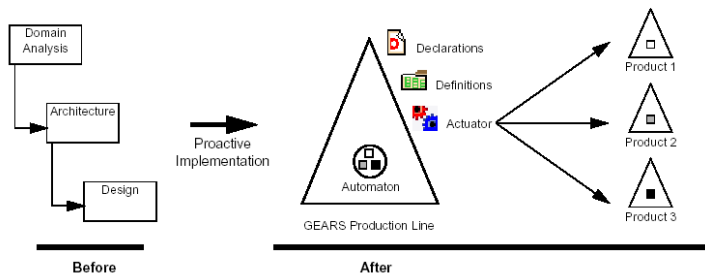 Domain
Analysis
Architecture
Design
Before
Proactive
Implementation
D
Declarations
Definitions
Actuator
Automaton
GEARS Production Line
After
Product 1
Product 2
Product 3